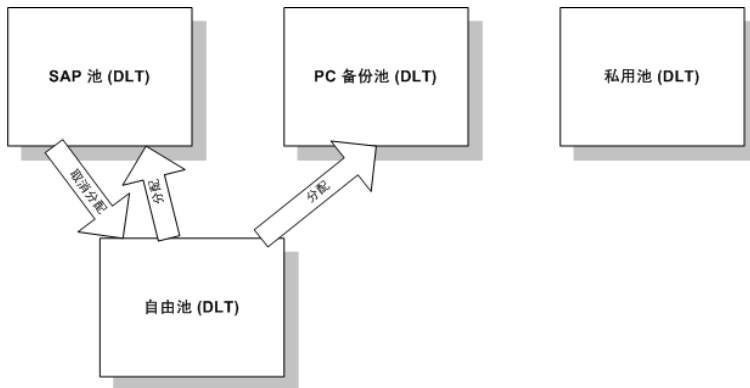 SAP 池 (DLT)
PC 备份池 (DLT)
私用池 (DLT)
取消分配
分配
分配
自由池 (DLT)